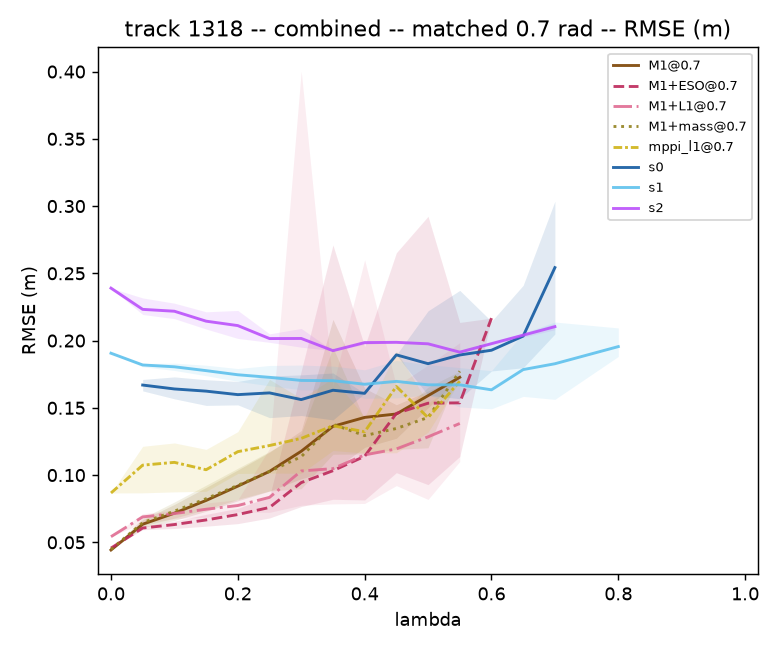 track 1318 -- combined -- matched 0.7 rad -- RMSE (m)
RMSE (m)
0.40
0.35
0.30
0.25
0.20
0.15
0.10
0.05
M1@0.7
M1+ESO@0.7
M1+L1@0.7
M1+mass@0.7
mppi_l1@0.7
s0
s1
s2
0.0 0.2 0.4 0.6 0.8 1.0
lambda